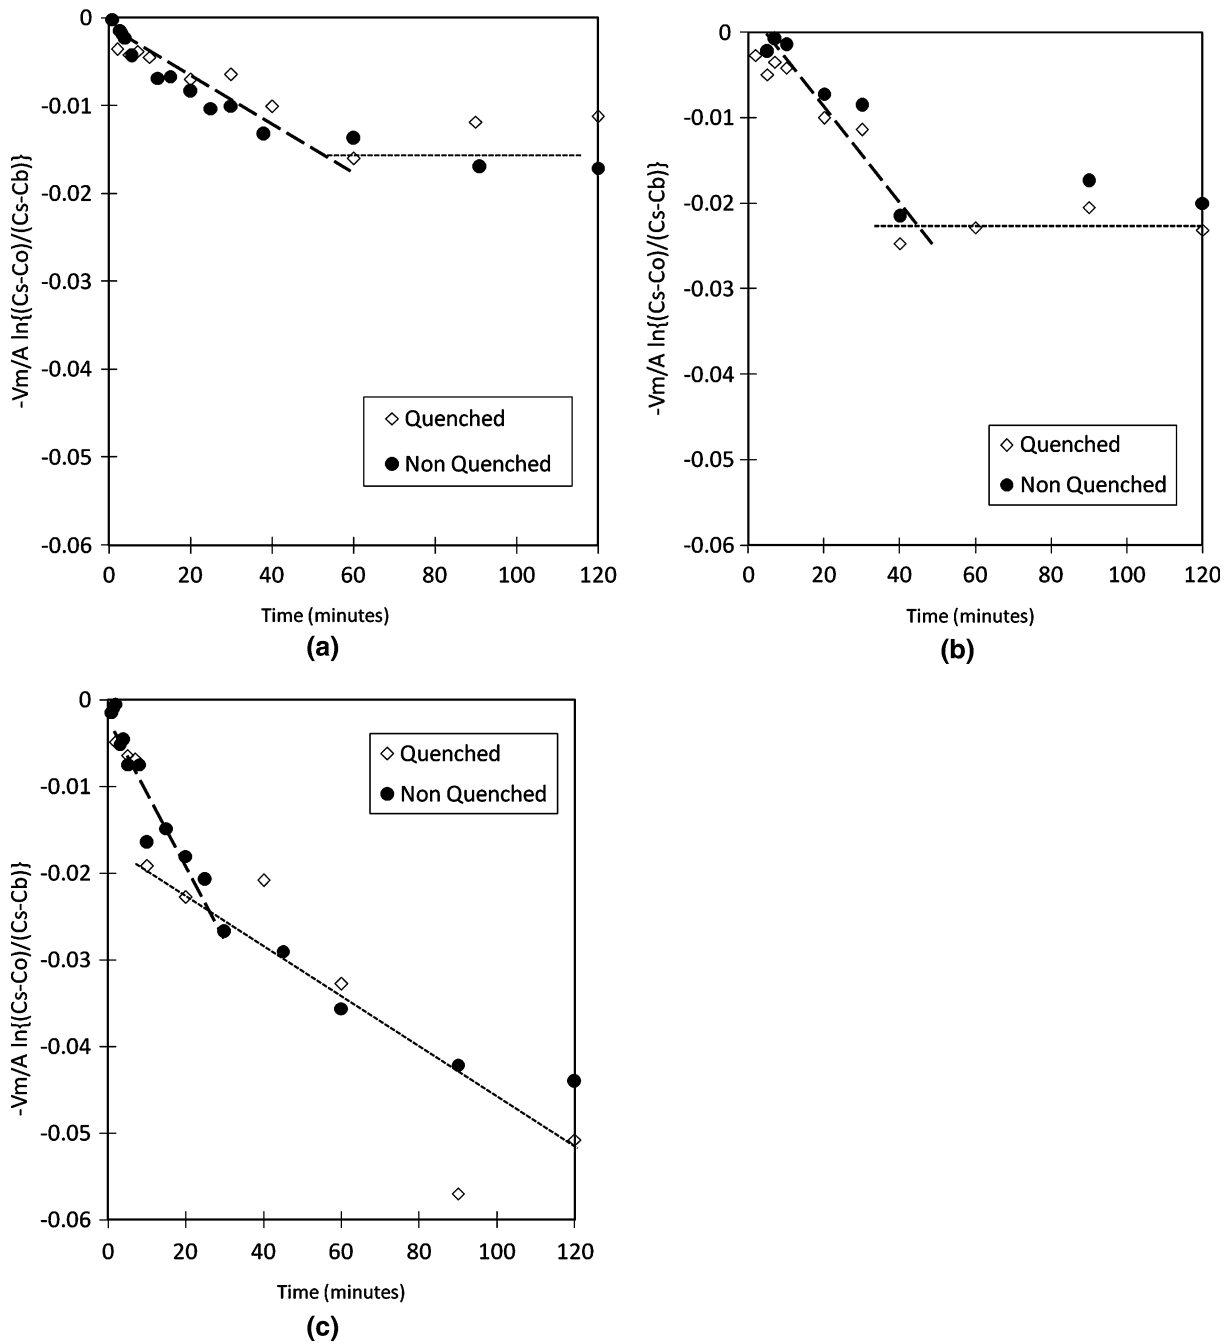 0
-0.01
-0.02
-0.03
-0.04
-0.05
-0.06
-Vm/A ln{(Cs-Co)/(Cs-Cb)}
Quenched
Non Quenched
0 20 40 60 80 100 120
Time (minutes)
(a)
0
-0.01
-0.02
-0.03
-0.04
-0.05
-0.06
-Vm/A ln{(Cs-Co)/(Cs-Cb)}
Quenched
Non Quenched
0 20 40 60 80 100 120
Time (minutes)
(b)
0
-0.01
-0.02
-0.03
-0.04
-0.05
-0.06
-Vm/A ln{(Cs-Co)/(Cs-Cb)}
Quenched
Non Quenched
0 20 40 60 80 100 120
Time (minutes)
(c)